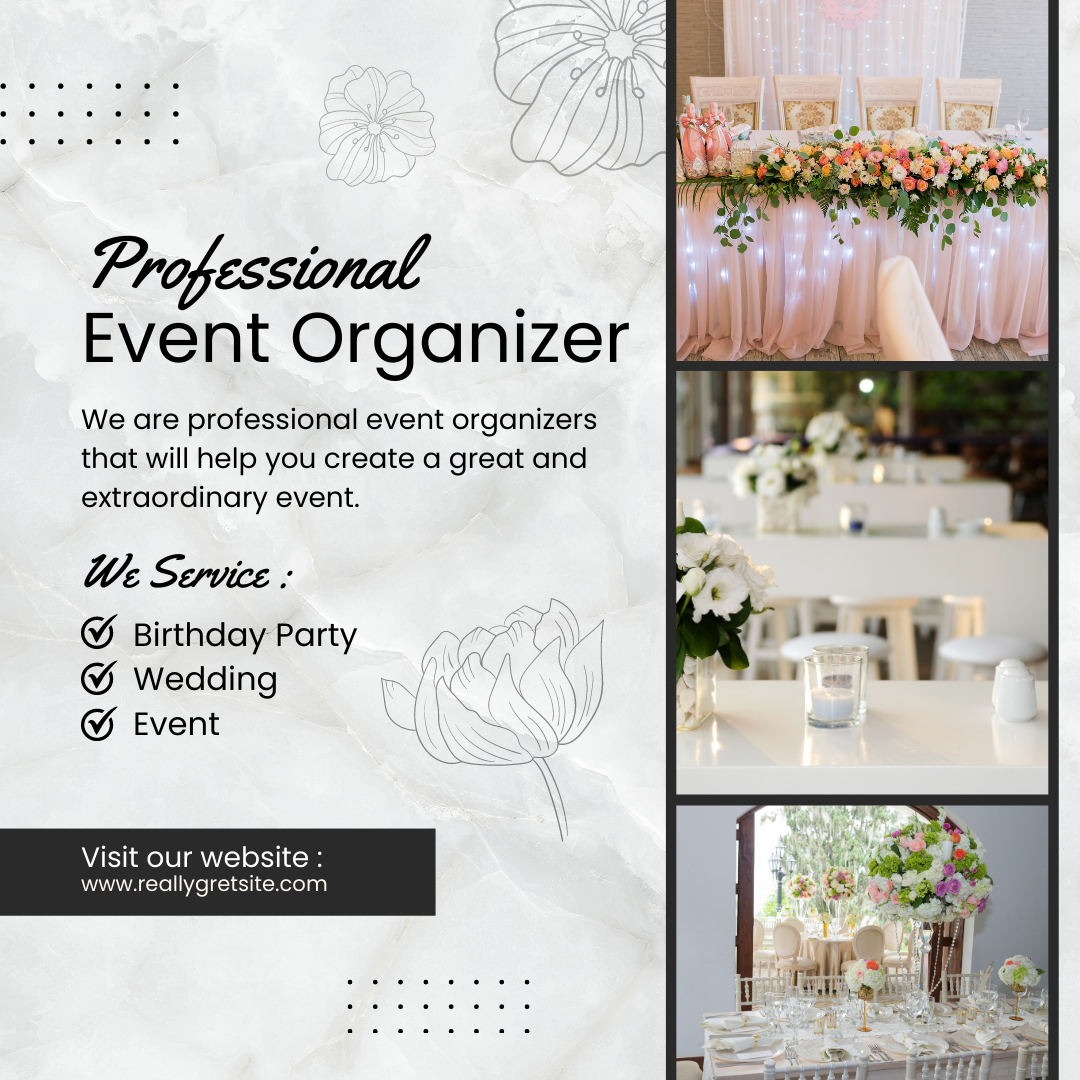 Professional
Event Organizer
We are professional event organizers
that will help you create a great and
extraordinary event.
We Service :
Birthday Party
Wedding
Event
Visit our website :
www.reallygretsite.com